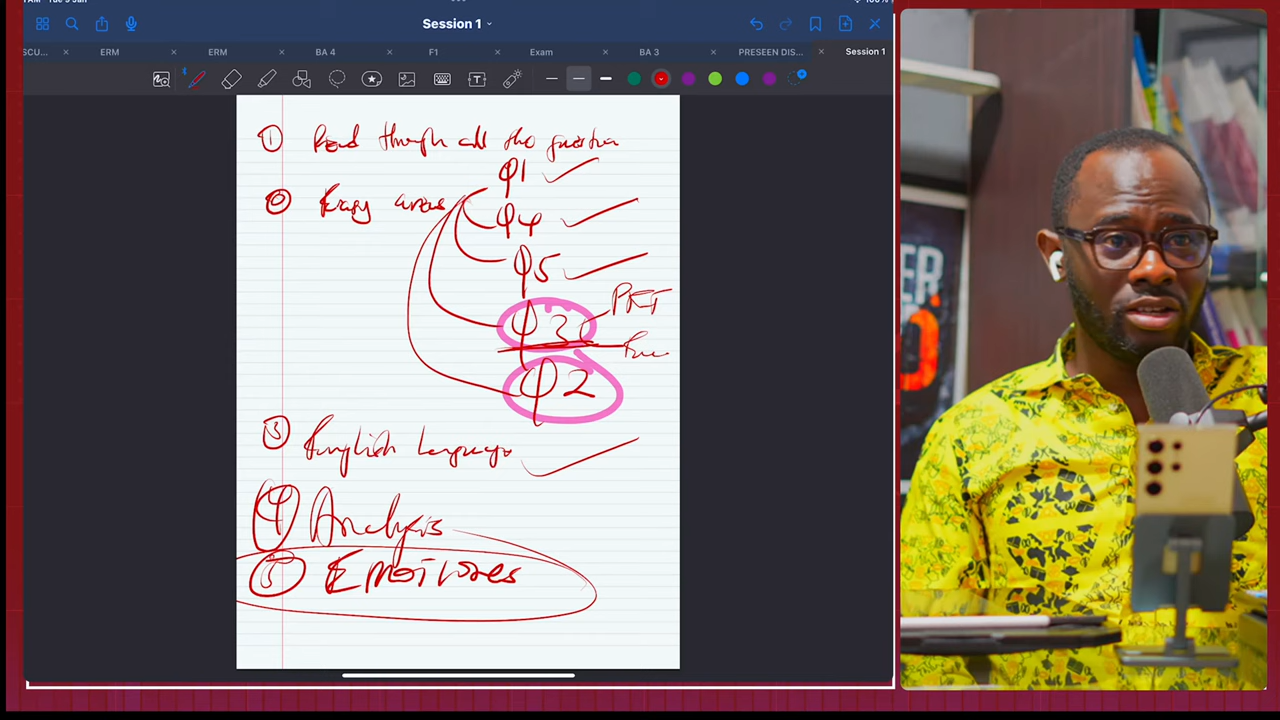 Session 1
SCU... ERM ERM BA 4 F1 Exam BA 3 PRESEEN DIS... Session 1
① Read through all the question
Q1
② Easy areas
Q4
Q5
Q3
Q2
③ English Language
④ Analysis
⑤ Emotions